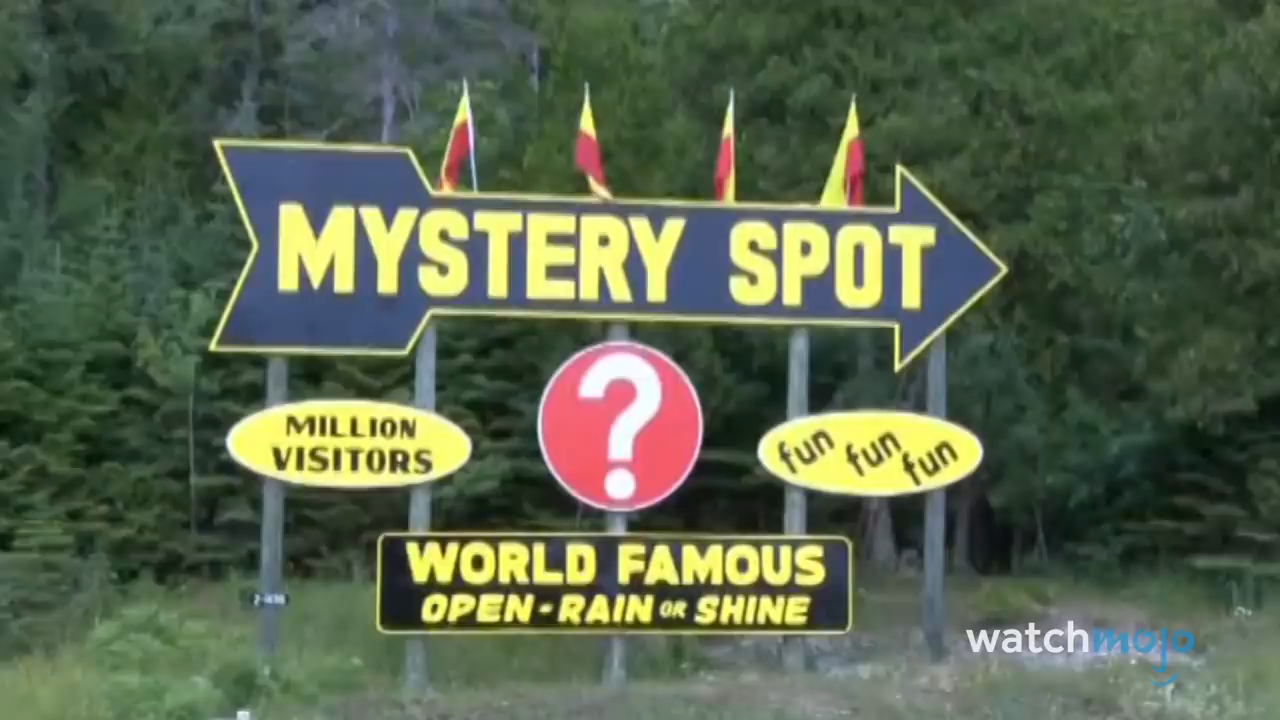 MYSTERY SPOT
MILLION
VISITORS
?
fun fun fun
WORLD FAMOUS
OPEN-RAIN OR SHINE
watchmojo